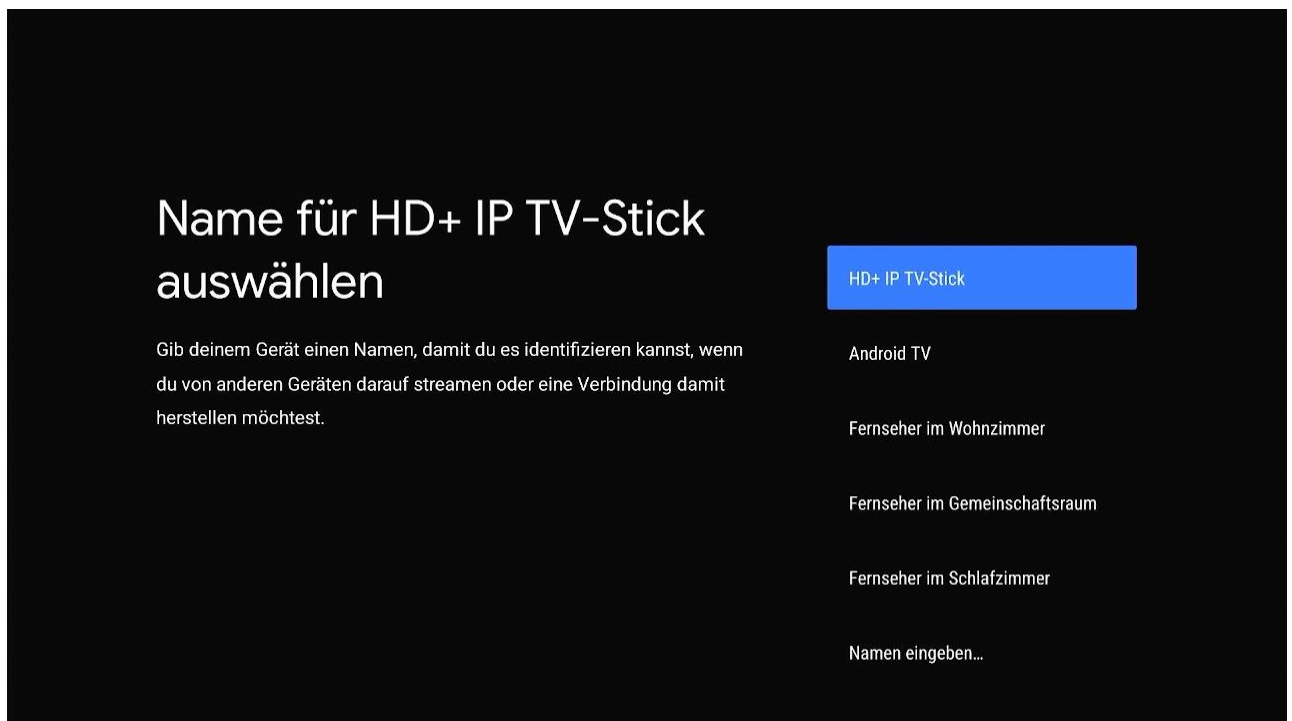 Name für HD+ IP TV-Stick
auswählen
Gib deinem Gerät einen Namen, damit du es identifizieren kannst, wenn
du von anderen Geräten darauf streamen oder eine Verbindung damit
herstellen möchtest.
HD+ IP TV-Stick
Android TV
Fernseher im Wohnzimmer
Fernseher im Gemeinschaftsraum
Fernseher im Schlafzimmer
Namen eingeben…